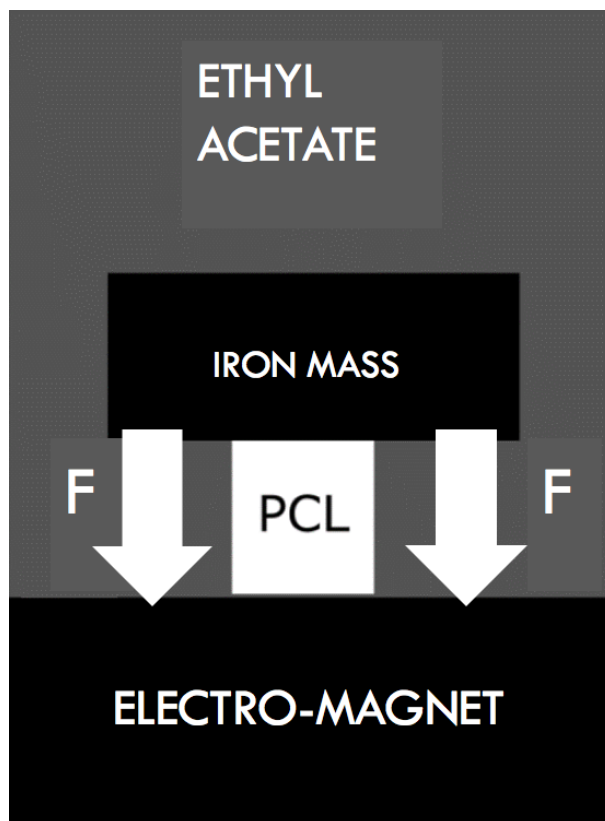 ETHYL
ACETATE
IRON MASS
F
PCL
F
ELECTRO-MAGNET